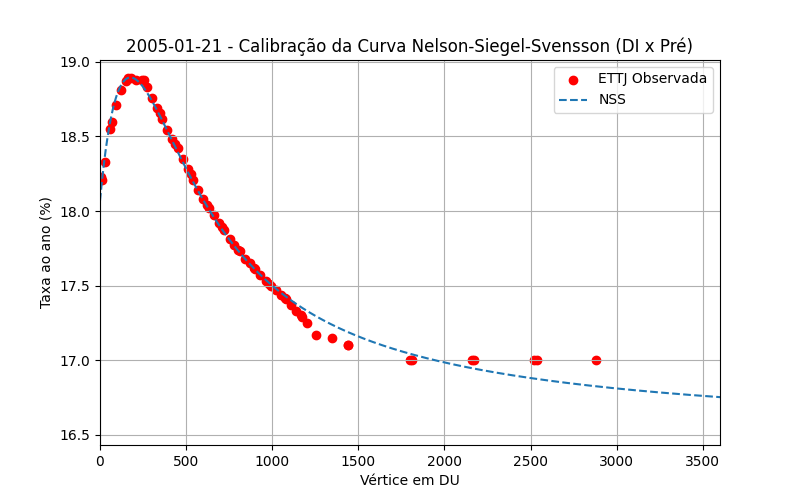 2005-01-21 - Calibração da Curva Nelson-Siegel-Svensson (DI x Pré)
19.0
18.5
18.0
17.5
17.0
16.5
Taxa ao ano (%)
ETTJ Observada
NSS
0 500 1000 1500 2000 2500 3000 3500
Vértice em DU